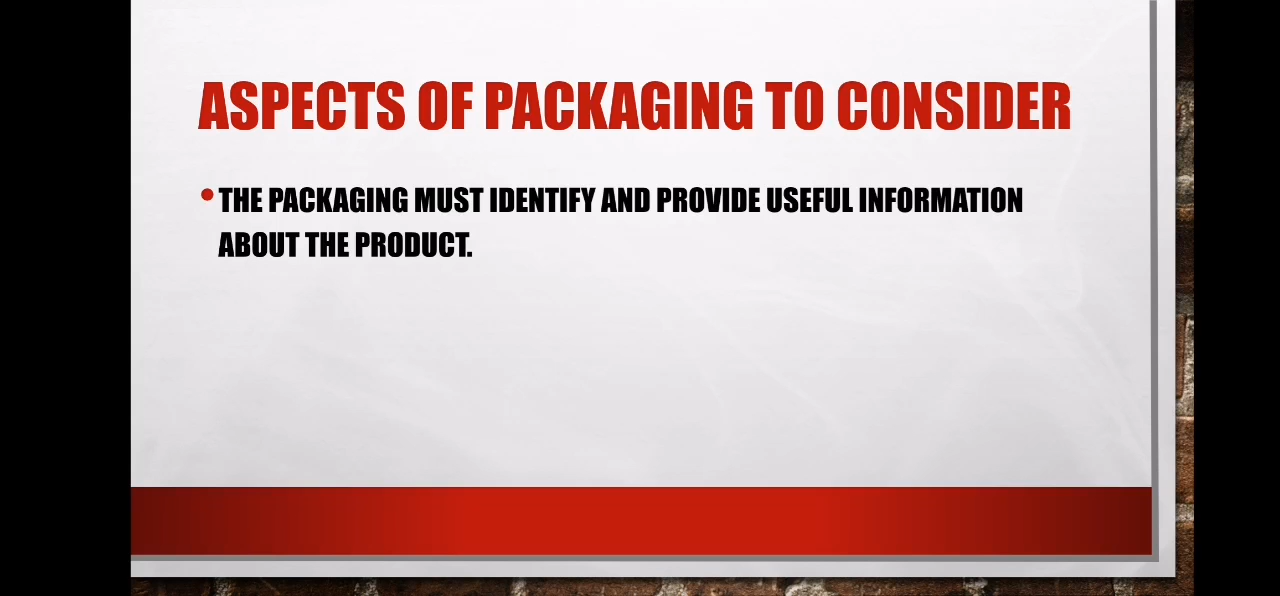 ASPECTS OF PACKAGING TO CONSIDER
• THE PACKAGING MUST IDENTIFY AND PROVIDE USEFUL INFORMATION
ABOUT THE PRODUCT.